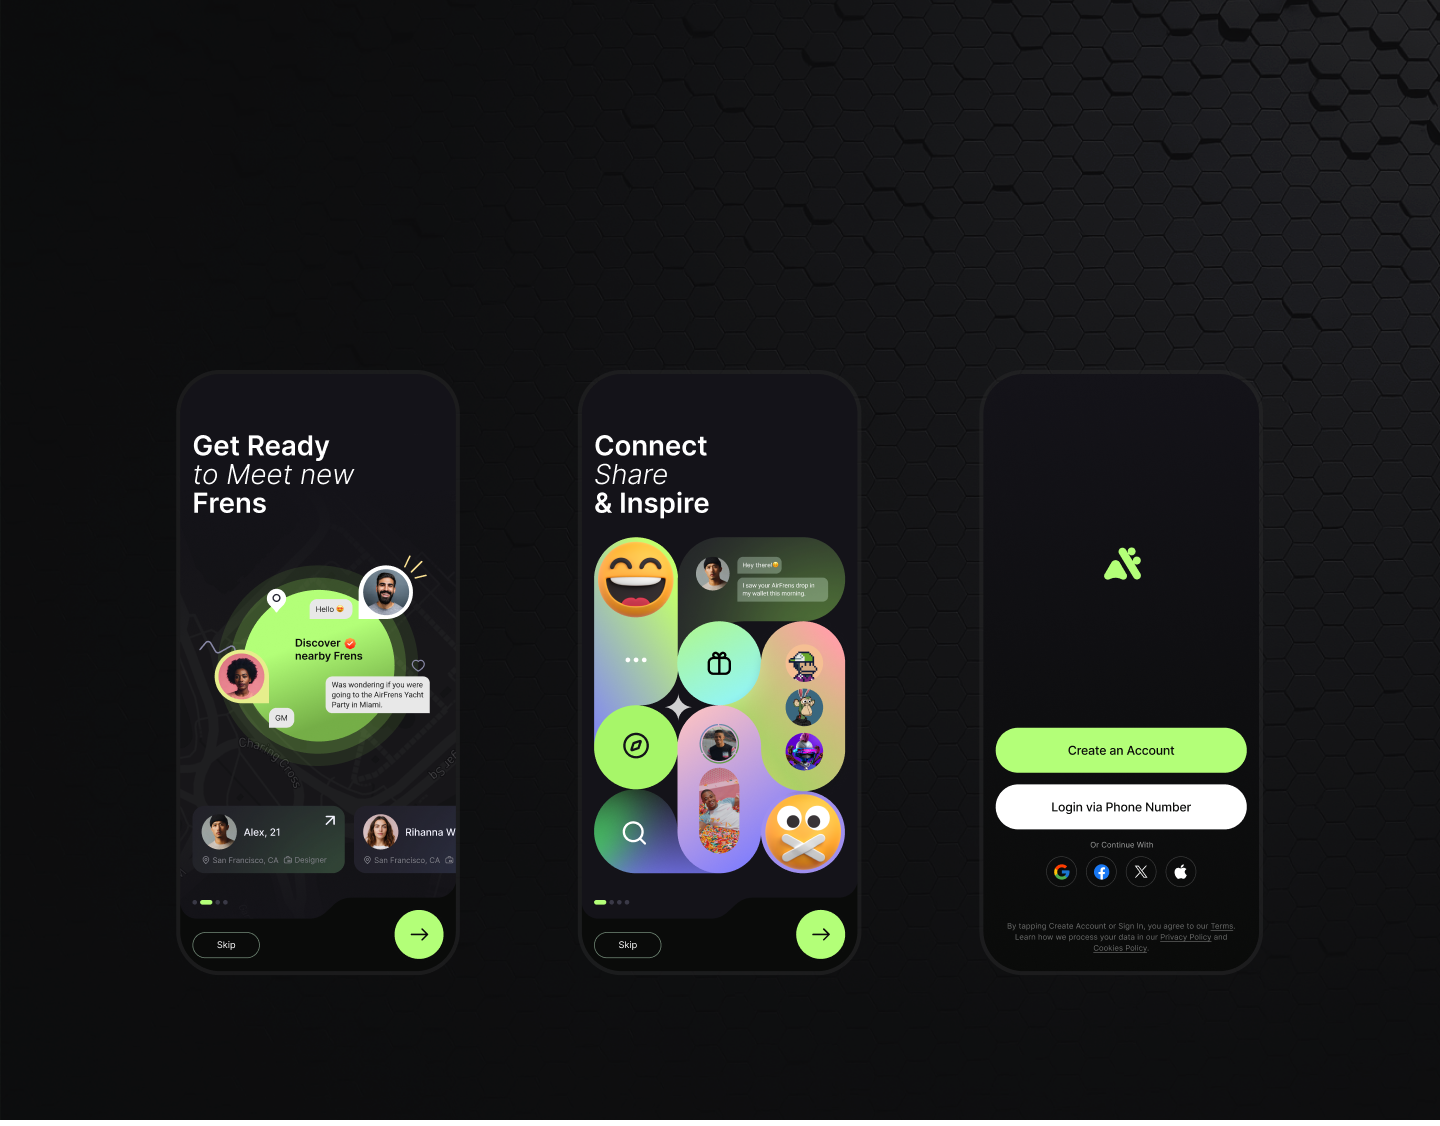 Get Ready
to Meet new
Frens
Hello
Discover
nearby Frens
Was wondering if you were
going to the AirFrens Yacht
Party in Miami.
GM
Charing Cross
Alex, 21
San Francisco, CA
Designer
Rihanna W
San Francisco, CA
Skip
Connect
Share
& Inspire
Hey there!
I saw your AirFrens drop in
my wallet this morning.
Skip
Create an Account
Login via Phone Number
Or Continue With
By tapping Create Account or Sign In, you agree to our Terms.
Learn how we process your data in our Privacy Policy and
Cookies Policy.